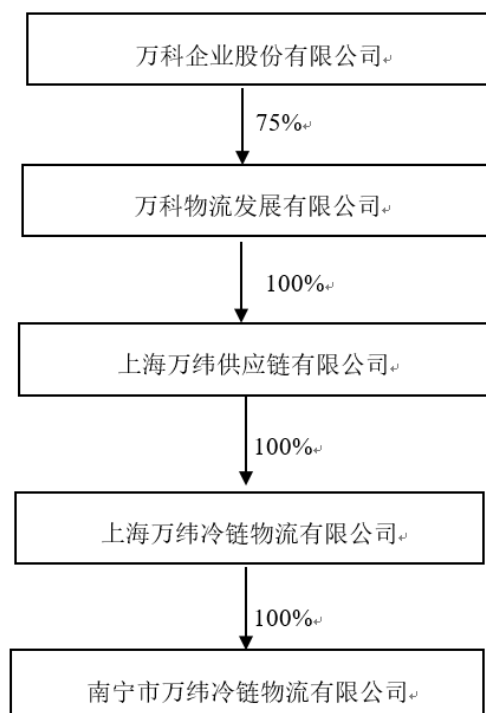 万科企业股份有限公司
75%
万科物流发展有限公司
100%
上海万纬供应链有限公司
100%
上海万纬冷链物流有限公司
100%
南宁市万纬冷链物流有限公司